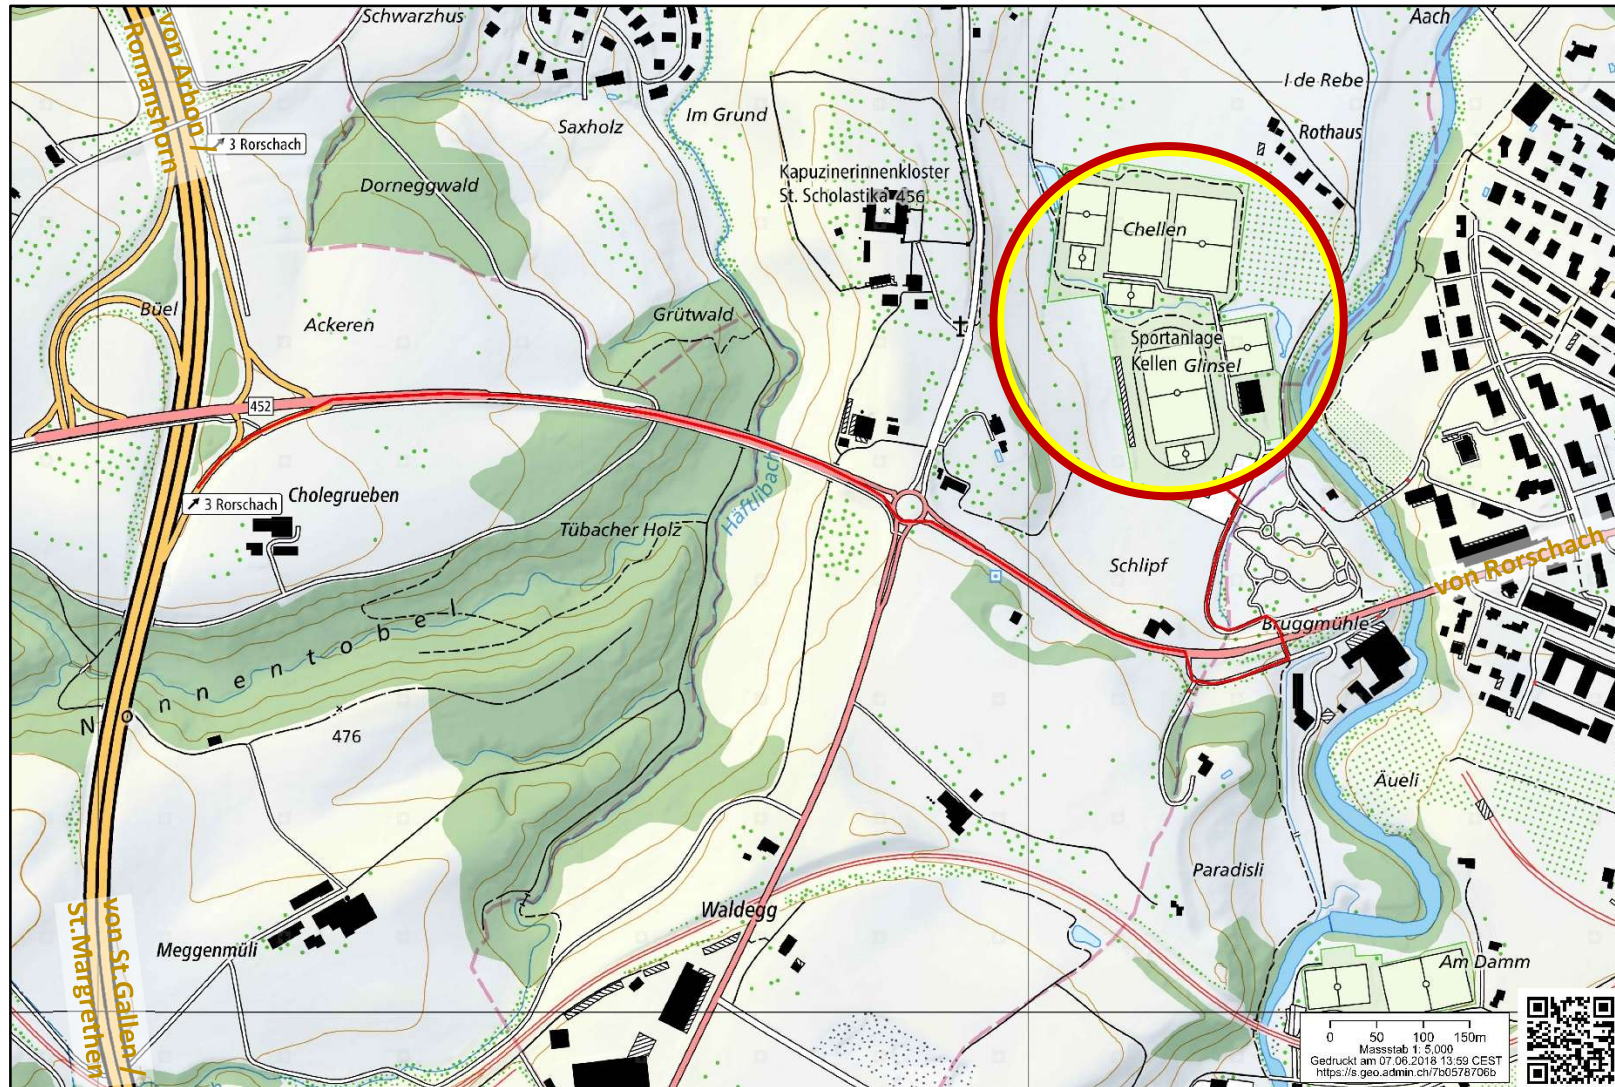 Schwarzhus
Aach
von Arbon /
Romanshorn
I de Rebe
Im Grund
Saxholz
Rothaus
3 Rorschach
Kapuzinerinnenkloster
St. Scholastika 456
Dorneggwald
Chellen
Büel
Ackeren
Grütwald
Sportanlage
Kellen Glinsel
452
Häftlibach
3 Rorschach
Cholegrueben
Tübacher Holz
Schlipf
von Rorschach
Bruggmühle
Nonnentobel
476
Äueli
Paradisli
Waldegg
von St.Gallen /
St.Margrethen
Meggenmüli
Am Damm
0 50 100 150m
Massstab 1: 5,000
Gedruckt am 07.06.2018 13:59 CEST
https://s.geo.admin.ch/7b0578706b